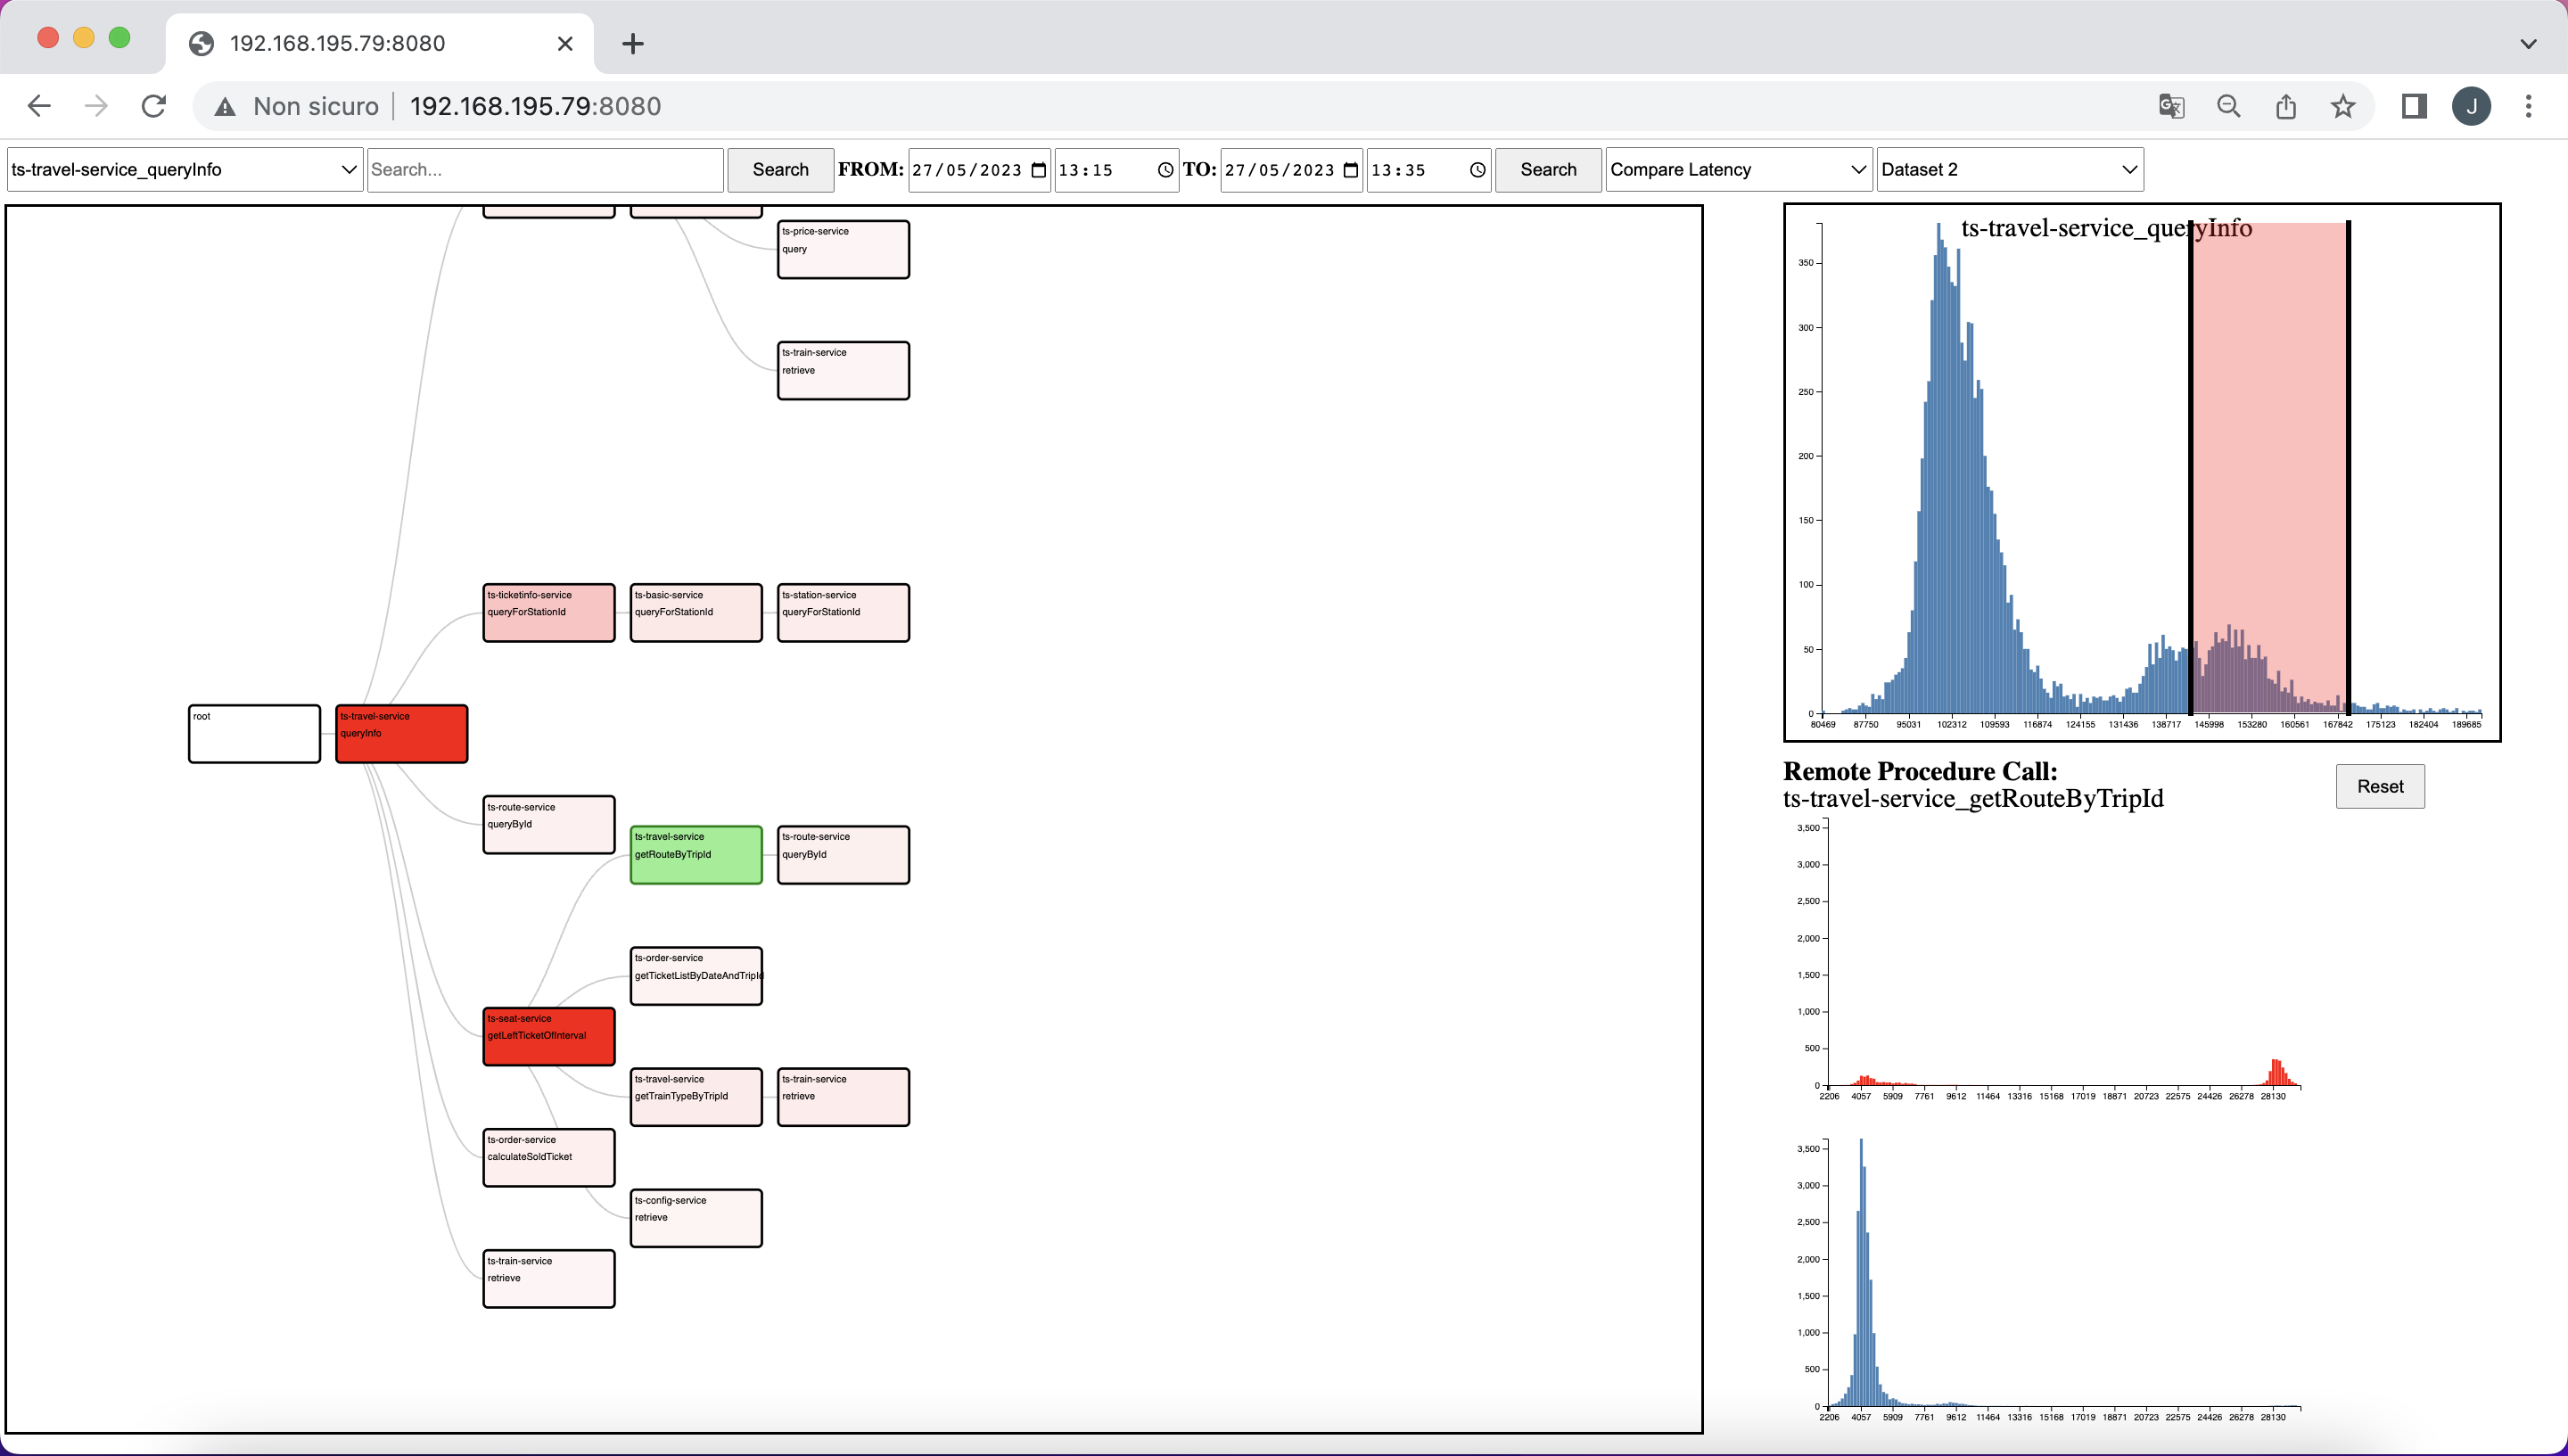 192.168.195.79:8080
Non sicuro
192.168.195.79:8080
J
ts-travel-service_queryInfo
Search...
Search
FROM:
27/05/2023
13:15
TO:
27/05/2023
13:35
Search
Compare Latency
Dataset 2
ts-price-service
query
ts-train-service
retrieve
ts-ticketinfo-service
queryForStationId
ts-basic-service
queryForStationId
ts-station-service
queryForStationId
root
ts-travel-service
queryInfo
ts-route-service
queryById
ts-travel-service
getRouteByTripId
ts-route-service
queryById
ts-order-service
getTicketListByDateAndTripId
ts-seat-service
getLeftTicketOfInterval
ts-travel-service
getTrainTypeByTripId
ts-train-service
retrieve
ts-order-service
calculateSoldTicket
ts-config-service
retrieve
ts-train-service
retrieve
ts-travel-service_queryInfo
350
300
250
200
150
100
50
0
80469 87750 95031 102312 109593 116874 124155 131436 138717 145998 153280 160561 167842 175123 182404 189685
Remote Procedure Call:
ts-travel-service_getRouteByTripId
Reset
3,500
3,000
2,500
2,000
1,500
1,000
500
0
2206 4057 5909 7761 9612 11464 13316 15168 17019 18871 20723 22575 24426 26278 28130
3,500
3,000
2,500
2,000
1,500
1,000
500
0
2206 4057 5909 7761 9612 11464 13316 15168 17019 18871 20723 22575 24426 26278 28130